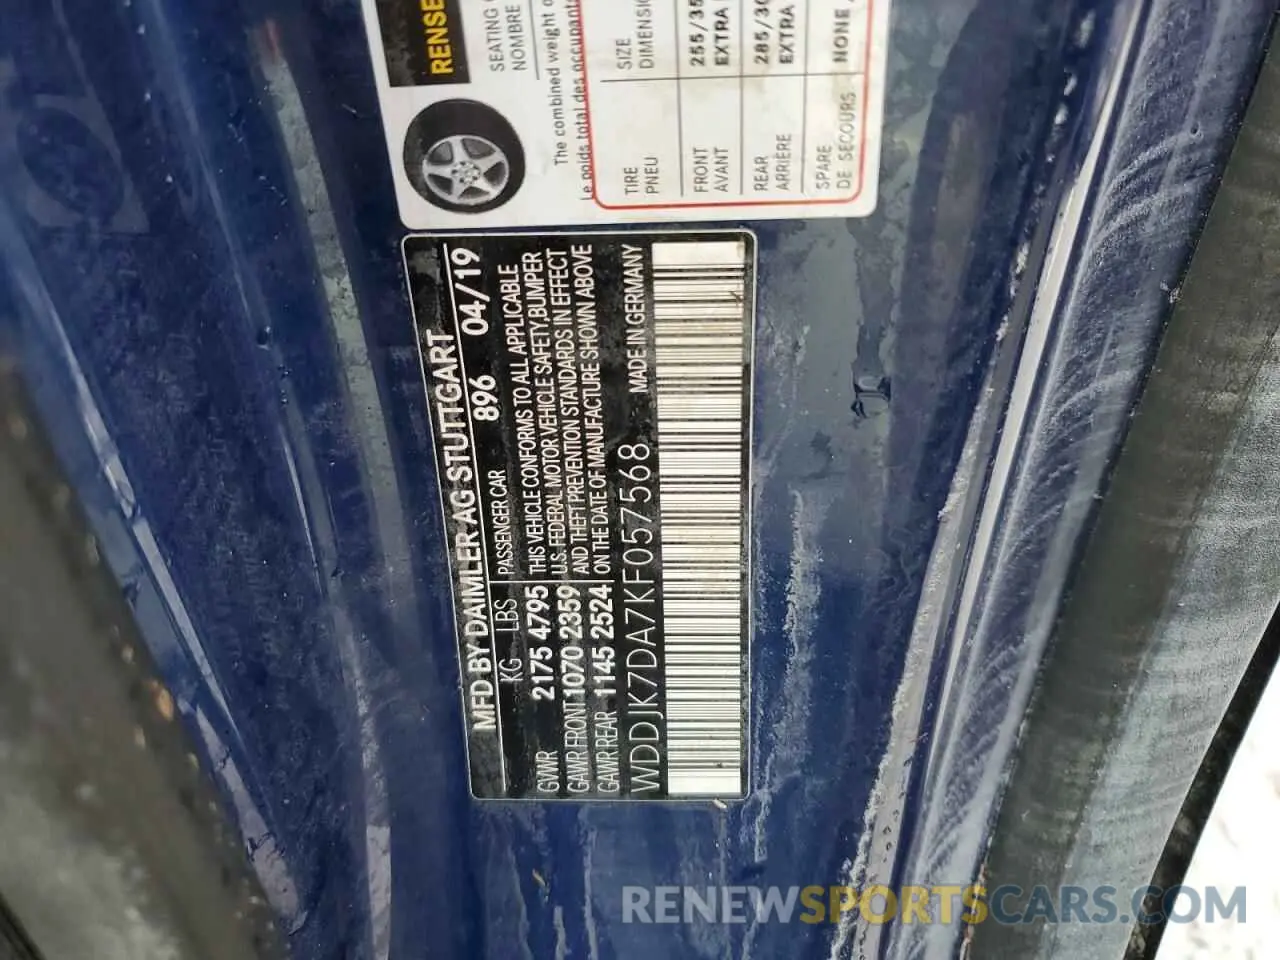 RENSE
SEATING
NOMBRE
The combined weight o
Le poids total des occupants
TIRE
PNEU
SIZE
DIMENSI
FRONT
AVANT
255/35
EXTRA
REAR
ARRIÈRE
285/30
EXTRA
SPARE
DE SECOURS
NONE
MFD BY DAIMLER AG STUTTGART
KG LBS PASSENGER CAR 896 04/19
GVWR 2175 4795
GAWR FRONT 1070 2359
GAWR REAR 1145 2524
THIS VEHICLE CONFORMS TO ALL APPLICABLE
U.S. FEDERAL MOTOR VEHICLE SAFETY, BUMPER
AND THEFT PREVENTION STANDARDS IN EFFECT
ON THE DATE OF MANUFACTURE SHOWN ABOVE
WDDJK7DA7KF057568 MADE IN GERMANY
RENEWSPORTSCARS.COM